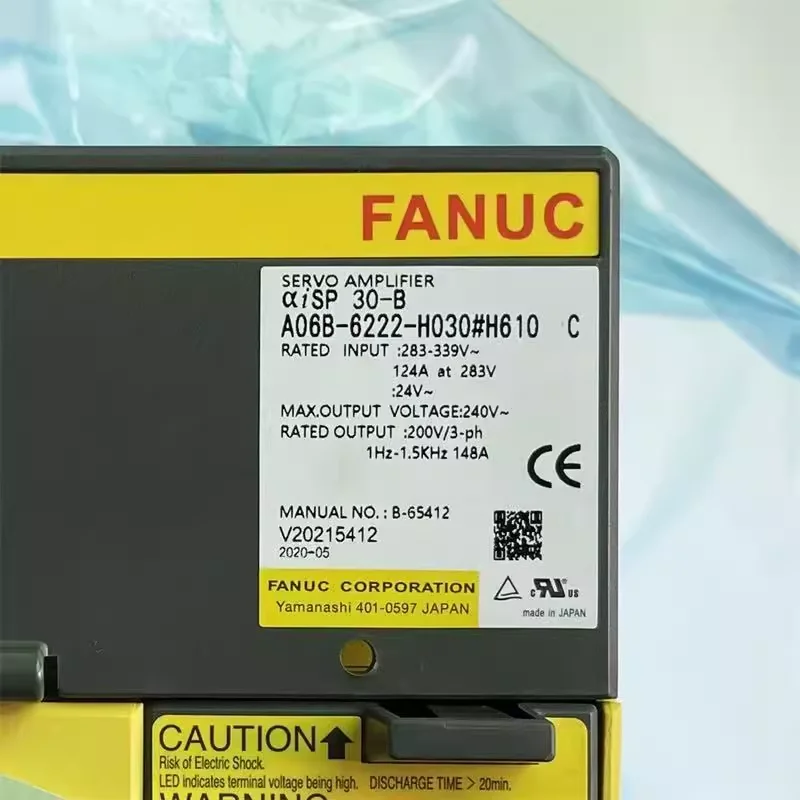 FANUC
SERVO AMPLIFIER
αiSP 30-B
A06B-6222-H030#H610 C
RATED INPUT :283-339V~
124A at 283V
:24V~
MAX.OUTPUT VOLTAGE:240V~
RATED OUTPUT :200V/3-ph
1Hz-1.5KHz 148A
CE
MANUAL NO. : B-65412
V20215412
2020-05
FANUC CORPORATION
Yamanashi 401-0597 JAPAN
c RU US
made in JAPAN
CAUTION
Risk of Electric Shock.
LED indicates terminal voltage being high. DISCHARGE TIME > 20min.
WARNING